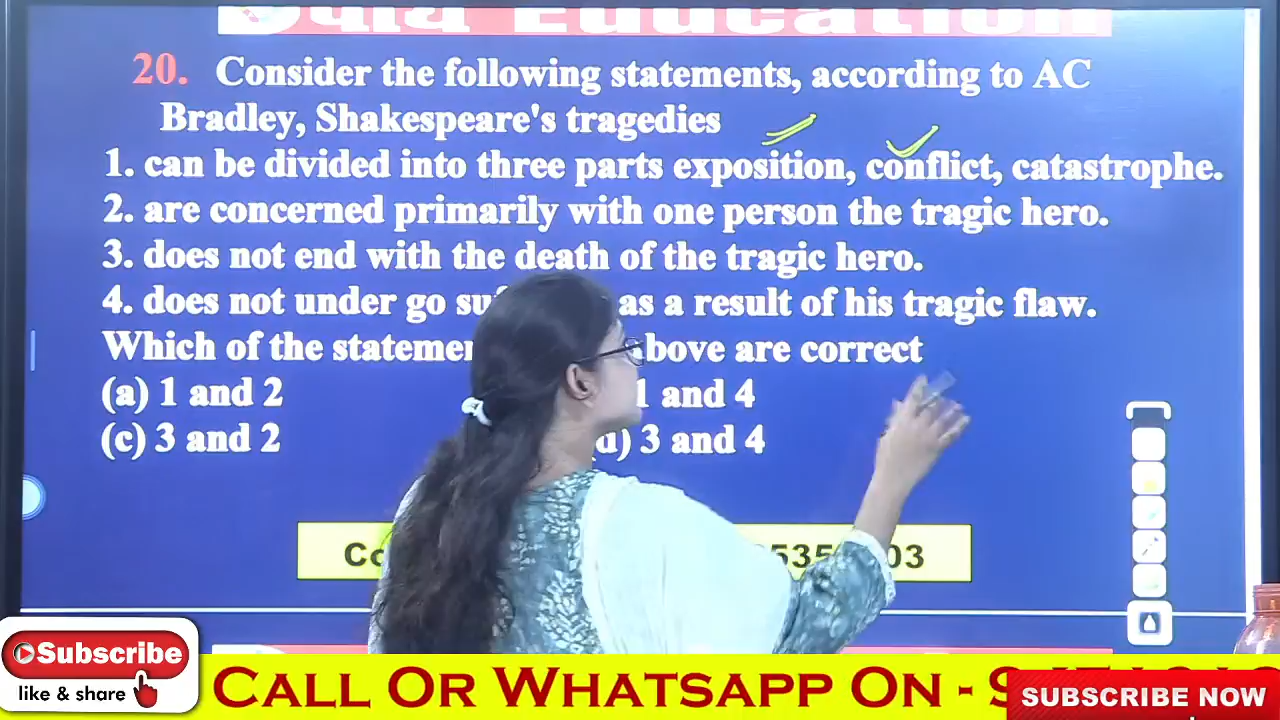 Education
20. Consider the following statements, according to AC
Bradley, Shakespeare's tragedies
1. can be divided into three parts exposition, conflict, catastrophe.
2. are concerned primarily with one person the tragic hero.
3. does not end with the death of the tragic hero.
4. does not under go as a result of his tragic flaw.
Which of the above are correct
(a) 1 and 2 1 and 4
(c) 3 and 2 (d) 3 and 4
Subscribe
like & share
CALL OR WHATSAPP ON -
SUBSCRIBE NOW